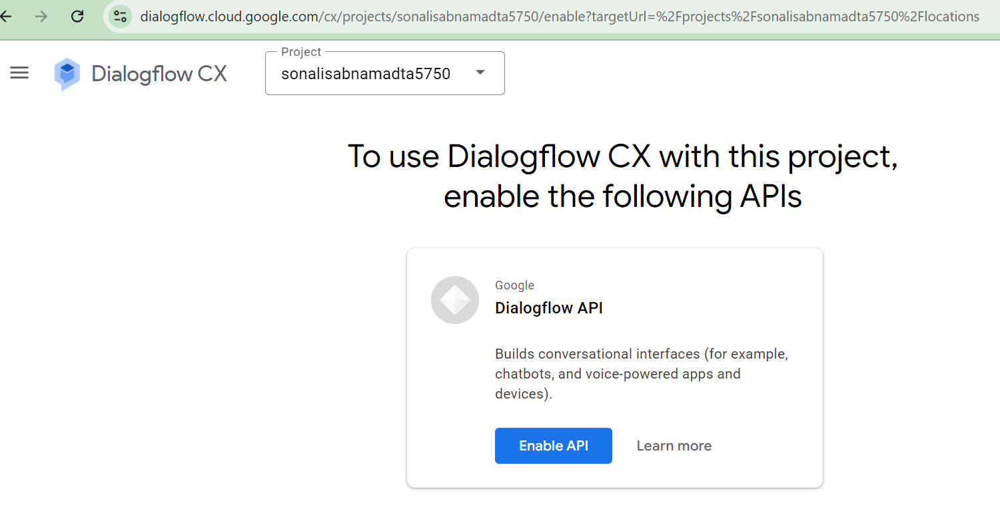 dialogflow.cloud.google.com/cx/projects/sonalisabnamadta5750/enable?targetUrl=%2Fprojects%2Fsonalisabnamadta5750%2Flocations
Project
Dialogflow CX
sonalisabnamadta5750
To use Dialogflow CX with this project,
enable the following APIs
Google
Dialogflow API
Builds conversational interfaces (for example,
chatbots, and voice-powered apps and
devices).
Enable API
Learn more